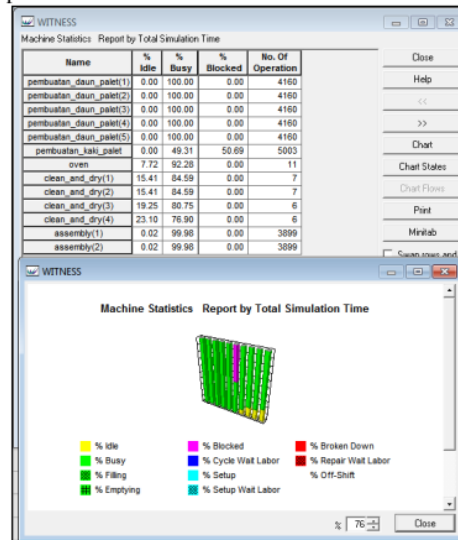 WITNESS
Machine Statistics Report by Total Simulation Time
Name % Idle % Busy % Blocked No. Of Operation
pembuatan_daun_palet(1) 0.00 100.00 0.00 4160
pembuatan_daun_palet(2) 0.00 100.00 0.00 4160
pembuatan_daun_palet(3) 0.00 100.00 0.00 4160
pembuatan_daun_palet(4) 0.00 100.00 0.00 4160
pembuatan_daun_palet(5) 0.00 100.00 0.00 4160
pembuatan_kaki_palet 0.00 49.31 50.69 5003
oven 7.72 92.28 0.00 11
clean_and_dry(1) 15.41 84.59 0.00 7
clean_and_dry(2) 15.41 84.59 0.00 7
clean_and_dry(3) 19.25 80.75 0.00 6
clean_and_dry(4) 23.10 76.90 0.00 6
assembly(1) 0.02 99.98 0.00 3899
assembly(2) 0.02 99.98 0.00 3899
Close
Help
<<
>>
Chart
Chart States
Chart Flows
Print
Minitab
Swap rows and
WITNESS
Machine Statistics Report by Total Simulation Time
% Idle % Blocked % Broken Down
% Busy % Cycle Wait Labor % Repair Wait Labor
% Filling % Setup % Off-Shift
% Emptying % Setup Wait Labor
% 76 Close